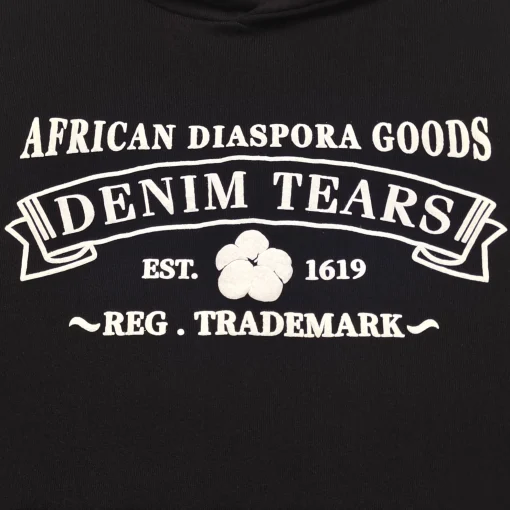 AFRICAN DIASPORA GOODS
DENIM TEARS
EST. 1619
~REG . TRADEMARK~